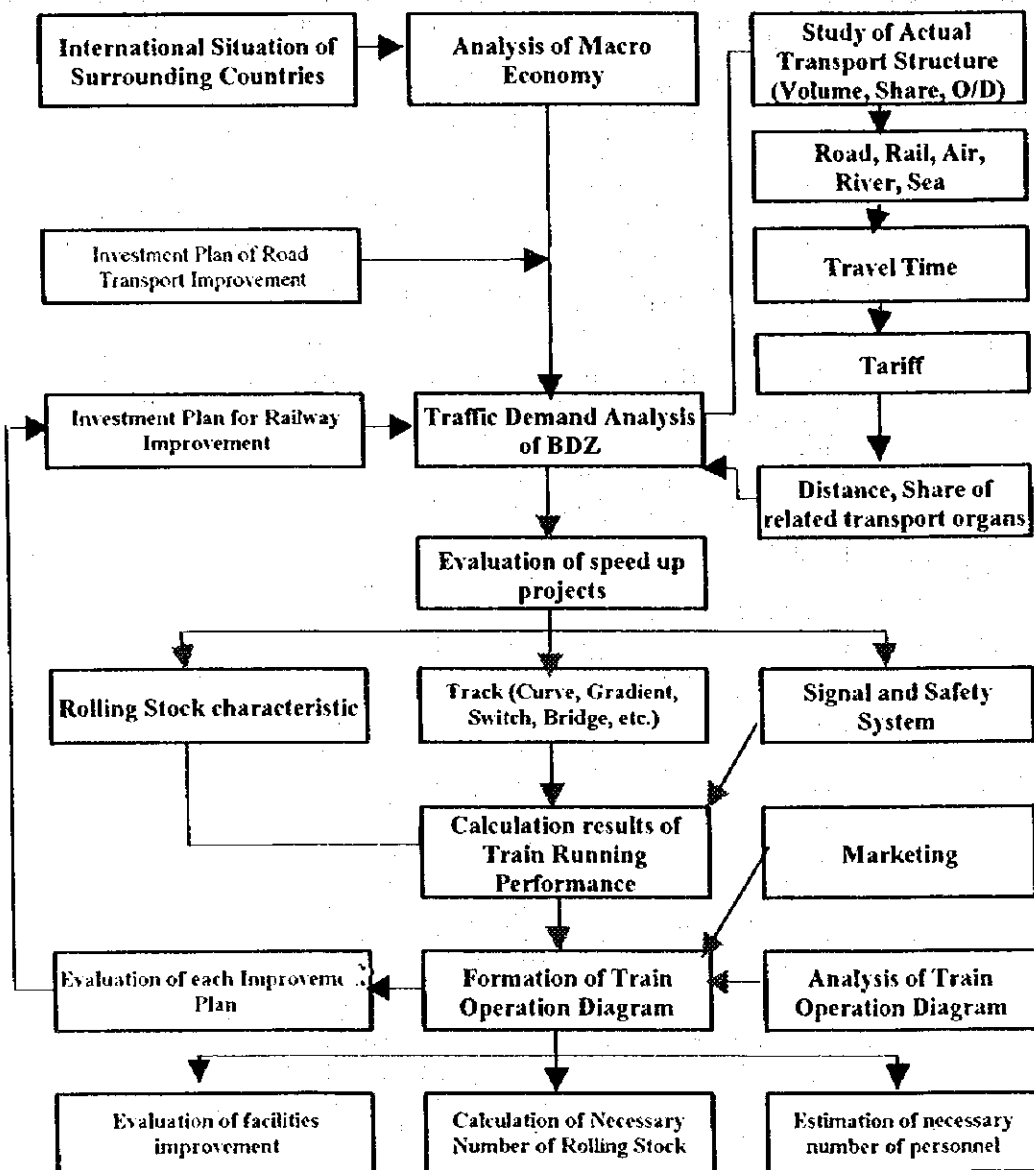 International Situation of
Surrounding Countries
Analysis of Macro
Economy
Study of Actual
Transport Structure
(Volume, Share, O/D)
Road, Rail, Air,
River, Sea
Investment Plan of Road
Transport Improvement
Travel Time
Tariff
Investment Plan for Railway
Improvement
Traffic Demand Analysis
of BDZ
Distance, Share of
related transport organs
Evaluation of speed up
projects
Rolling Stock characteristic
Track (Curve, Gradient,
Switch, Bridge, etc.)
Signal and Safety
System
Calculation results of
Train Running
Performance
Marketing
Evaluation of each Improveme
Plan
Formation of Train
Operation Diagram
Analysis of Train
Operation Diagram
Evaluation of facilities
improvement
Calculation of Necessary
Number of Rolling Stock
Estimation of necessary
number of personnel